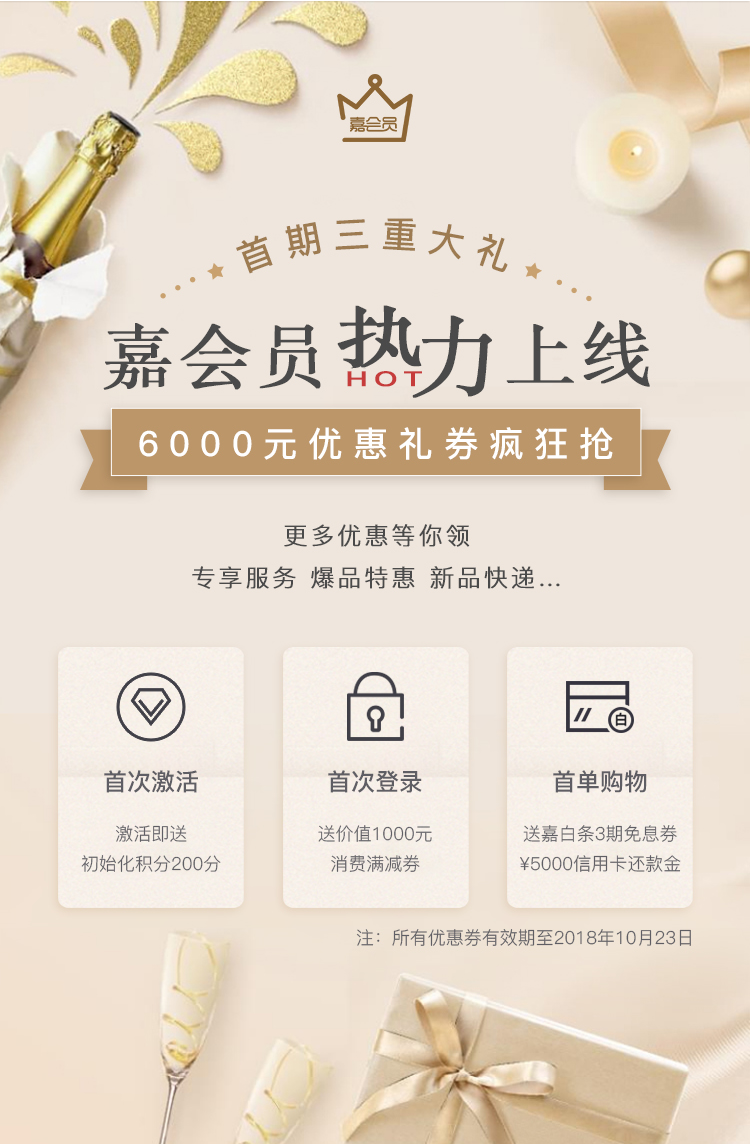 嘉会员
首期三重大礼
嘉会员热力上线
HOT
6000元优惠礼券疯狂抢
更多优惠等你领
专享服务 爆品特惠 新品快递...
首次激活
激活即送
初始化积分200分
首次登录
送价值1000元
消费满减券
白
首单购物
送嘉白条3期免息券
¥5000信用卡还款金
注：所有优惠券有效期至2018年10月23日